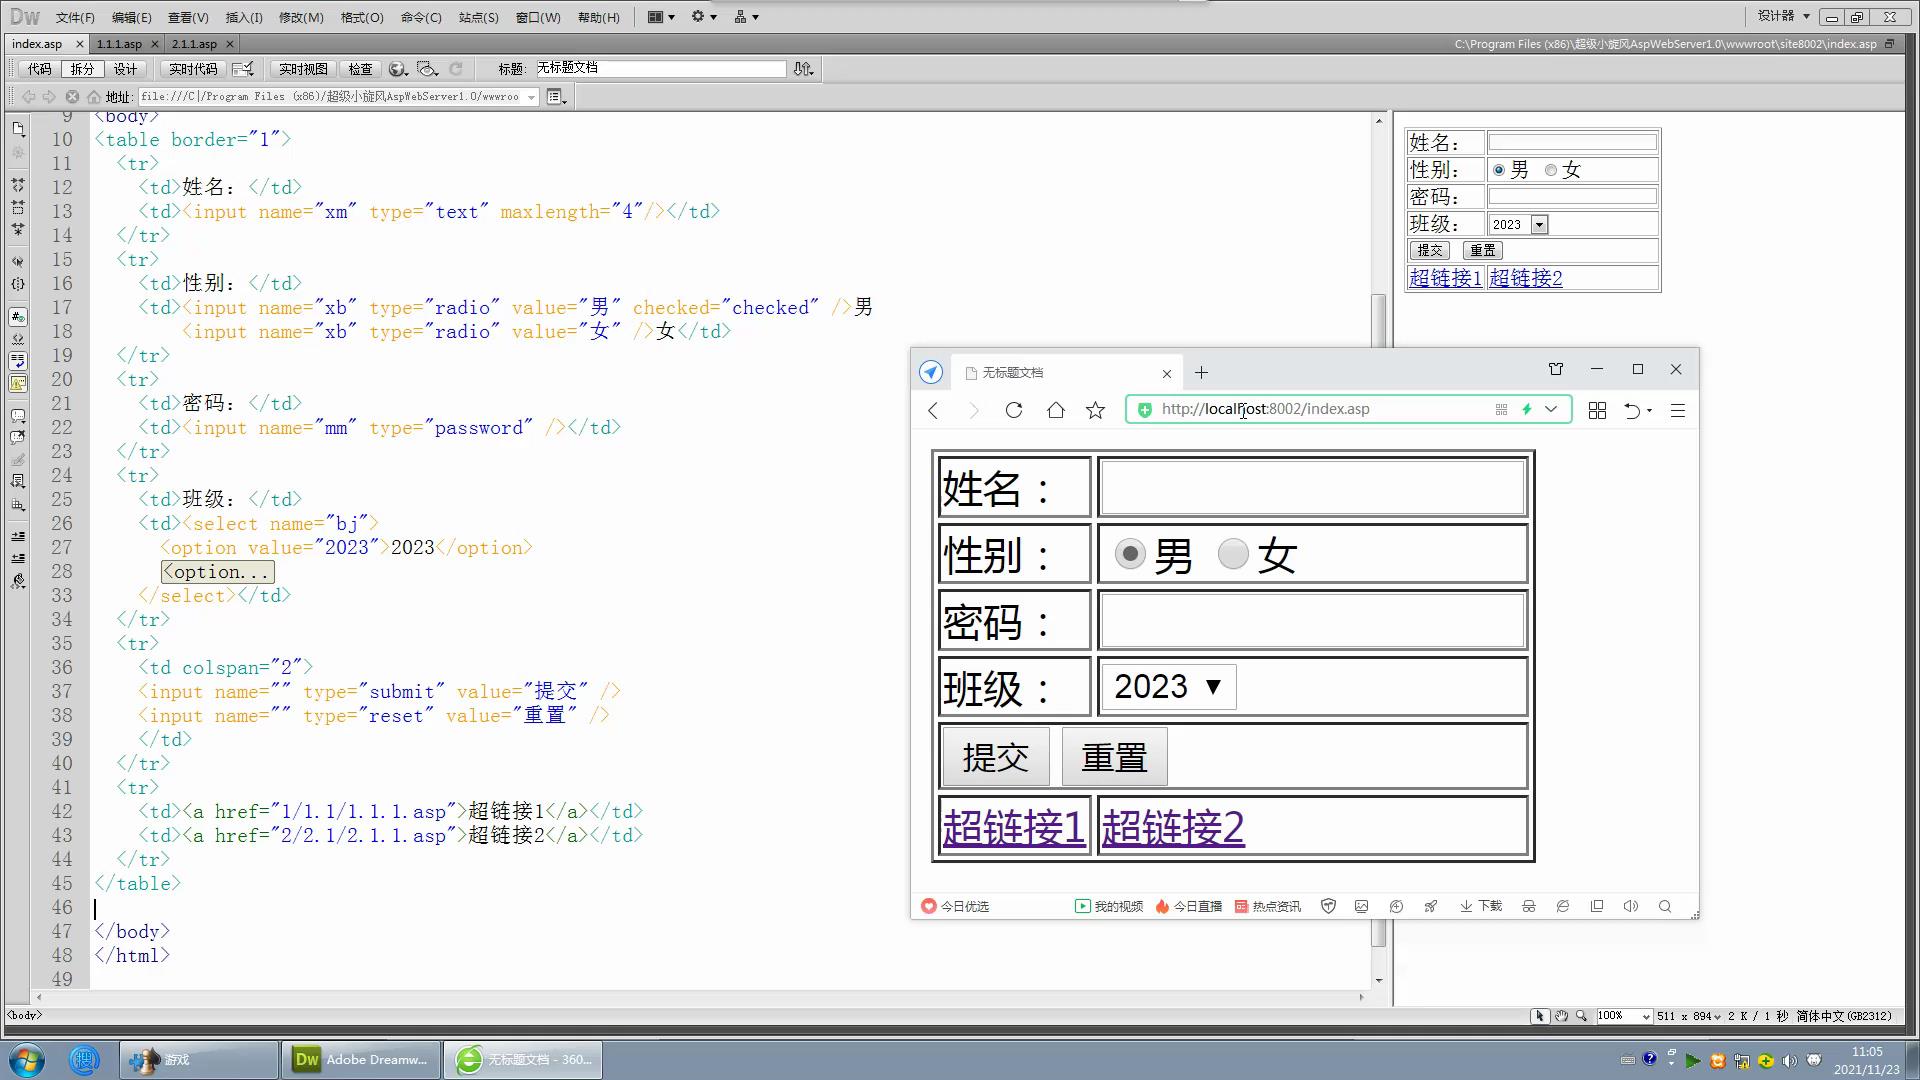 Dw 文件(F) 编辑(E) 查看(V) 插入(I) 修改(M) 格式(O) 命令(C) 站点(S) 窗口(W) 帮助(H) 设计器
index.asp 1.1.1.asp 2.1.1.asp C:\Program Files (x86)\超级小旋风AspWebServer1.0\wwwroot\site8002\index.asp
代码 拆分 设计 实时代码 实时视图 检查 标题: 无标题文档
地址: file:///C|/Program Files (x86)/超级小旋风AspWebServer1.0/wwwroo
9 <body>
10 <table border="1">
11 <tr>
12 <td>姓名：</td>
13 <td><input name="xm" type="text" maxlength="4"/></td>
14 </tr>
15 <tr>
16 <td>性别：</td>
17 <td><input name="xb" type="radio" value="男" checked="checked" />男
18 <input name="xb" type="radio" value="女" />女</td>
19 </tr>
20 <tr>
21 <td>密码：</td>
22 <td><input name="mm" type="password" /></td>
23 </tr>
24 <tr>
25 <td>班级：</td>
26 <td><select name="bj">
27 <option value="2023">2023</option>
28 <option...
33 </select></td>
34 </tr>
35 <tr>
36 <td colspan="2">
37 <input name="" type="submit" value="提交" />
38 <input name="" type="reset" value="重置" />
39 </td>
40 </tr>
41 <tr>
42 <td><a href="1/1.1/1.1.1.asp">超链接1</a></td>
43 <td><a href="2/2.1/2.1.1.asp">超链接2</a></td>
44 </tr>
45 </table>
46
47 </body>
48 </html>
49
姓名：
性别： 男 女
密码：
班级： 2023
提交 重置
超链接1 超链接2
无标题文档
http://localhost:8002/index.asp
姓名：
性别： 男 女
密码：
班级： 2023
提交 重置
超链接1 超链接2
今日优选 我的视频 今日直播 热点资讯 下载
<body> 100% 511 x 894 2 K / 1 秒 简体中文(GB2312)
游戏 Dw Adobe Dreamw... 无标题文档 - 360...
11:05
2021/11/23